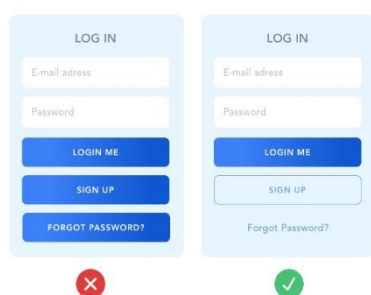 LOG IN
E-mail adress
Password
LOGIN ME
SIGN UP
FORGOT PASSWORD?
LOG IN
E-mail adress
Password
LOGIN ME
SIGN UP
Forgot Password?